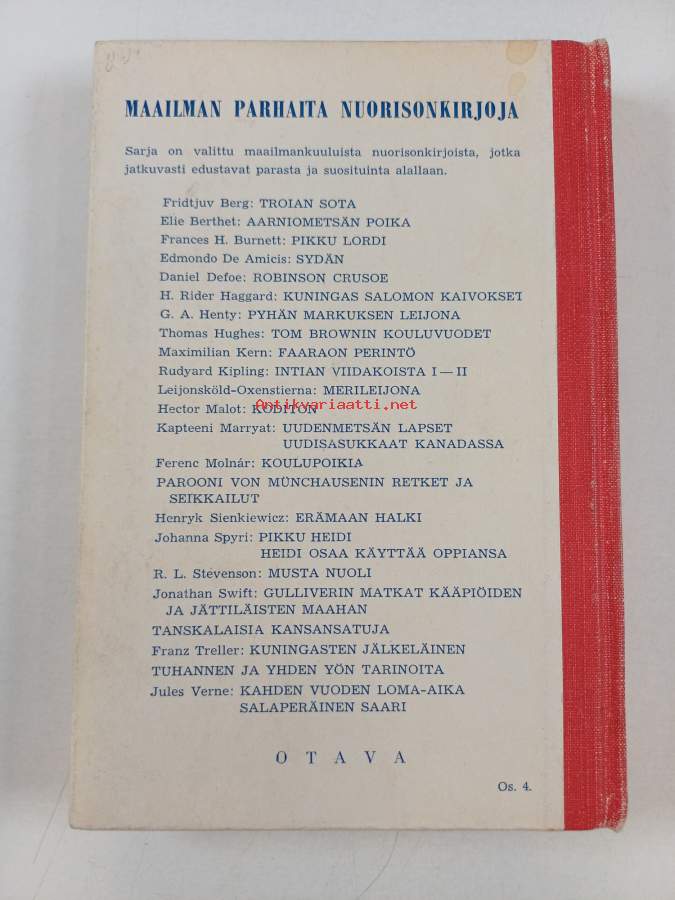 MAAILMAN PARHAITA NUORISONKIRJOJA
Sarja on valittu maailmankuuluista nuorisonkirjoista, jotka
jatkuvasti edustavat parasta ja suosituinta alallaan.
Fridtjuv Berg: TROIAN SOTA
Elie Berthet: AARNIOMETSÄN POIKA
Frances H. Burnett: PIKKU LORDI
Edmondo De Amicis: SYDÄN
Daniel Defoe: ROBINSON CRUSOE
H. Rider Haggard: KUNINGAS SALOMON KAIVOKSET
G. A. Henty: PYHÄN MARKUKSEN LEIJONA
Thomas Hughes: TOM BROWNIN KOULUVUODET
Maximilian Kern: FAARAON PERINTÖ
Rudyard Kipling: INTIAN VIIDAKOISTA I—II
Leijonsköld-Oxenstierna: MERILEIJONA
Hector Malot: KODITON
Antikvariaatti.net
Kapteeni Marryat: UUDENMETSÄN LAPSET
UUDISASUKKAAT KANADASSA
Ferenc Molnár: KOULUPOIKIA
PAROONI VON MÜNCHAUSENIN RETKET JA
SEIKKAILUT
Henryk Sienkiewicz: ERÄMAAN HALKI
Johanna Spyri: PIKKU HEIDI
HEIDI OSAA KÄYTTÄÄ OPPIANSA
R. L. Stevenson: MUSTA NUOLI
Jonathan Swift: GULLIVERIN MATKAT KÄÄPIÖIDEN
JA JÄTTILÄISTEN MAAHAN
TANSKALAISIA KANSANSATUJA
Franz Treller: KUNINGASTEN JÄLKELÄINEN
TUHANNEN JA YHDEN YÖN TARINOITA
Jules Verne: KAHDEN VUODEN LOMA-AIKA
SALAPERÄINEN SAARI
OTAVA
Os. 4.